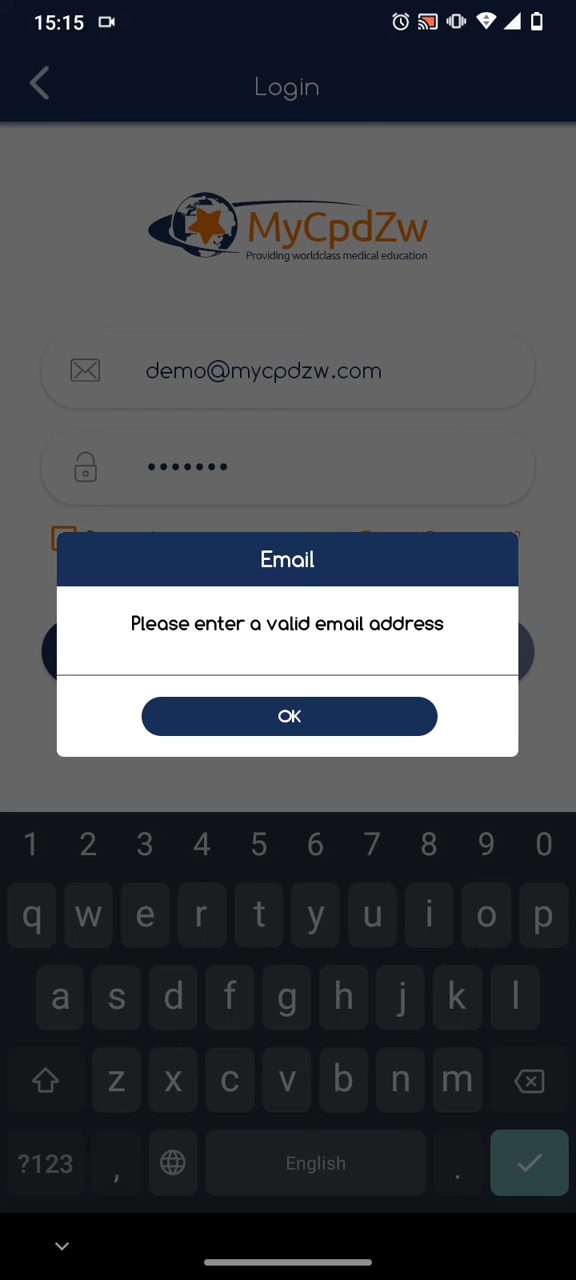 15:15
Login
MyCpdZw
Providing worldclass medical education
demo@mycpdzw.com
•••••••
Email
Please enter a valid email address
OK
1 2 3 4 5 6 7 8 9 0
q w e r t y u i o p
a s d f g h j k l
z x c v b n m
?123 , English .